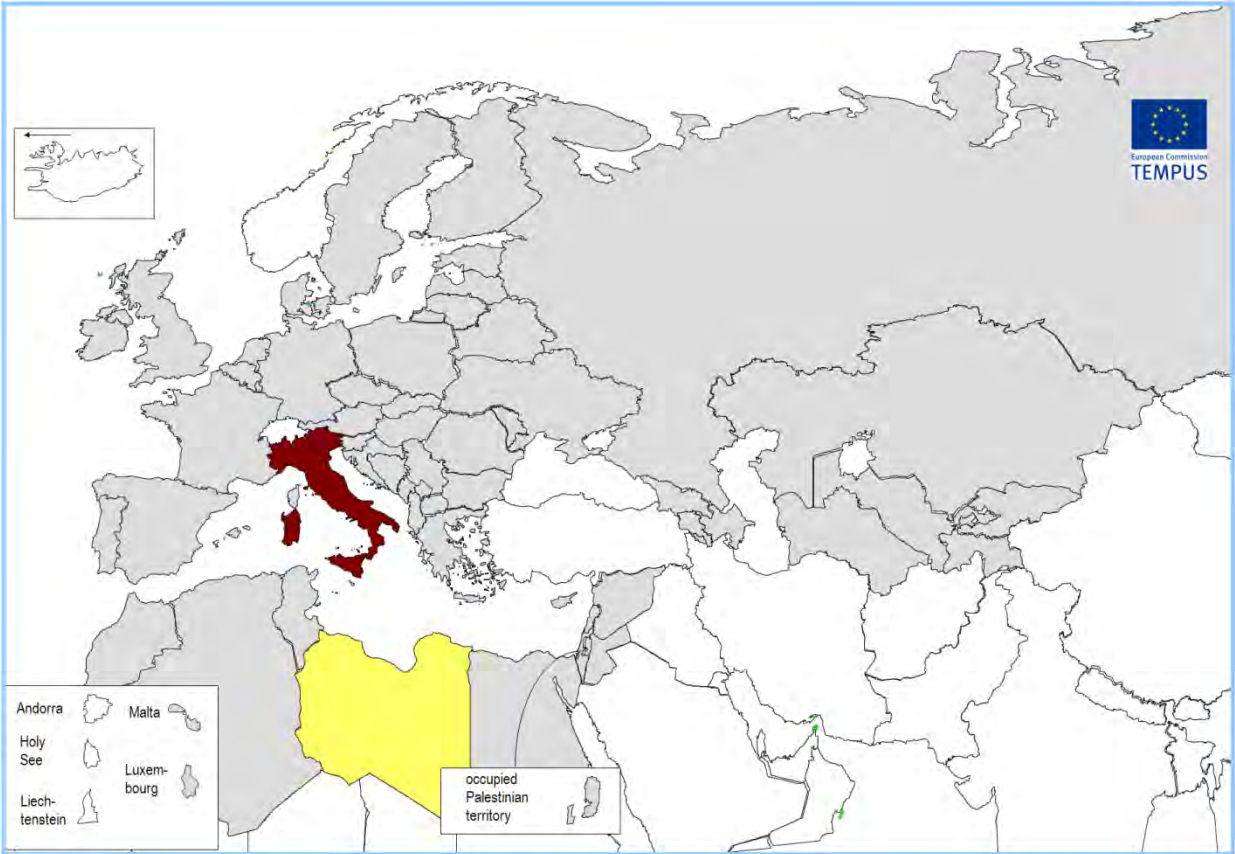 European Commission
TEMPUS
Andorra
Malta
Holy
See
Luxem-
bourg
Liech-
tenstein
occupied
Palestinian
territory